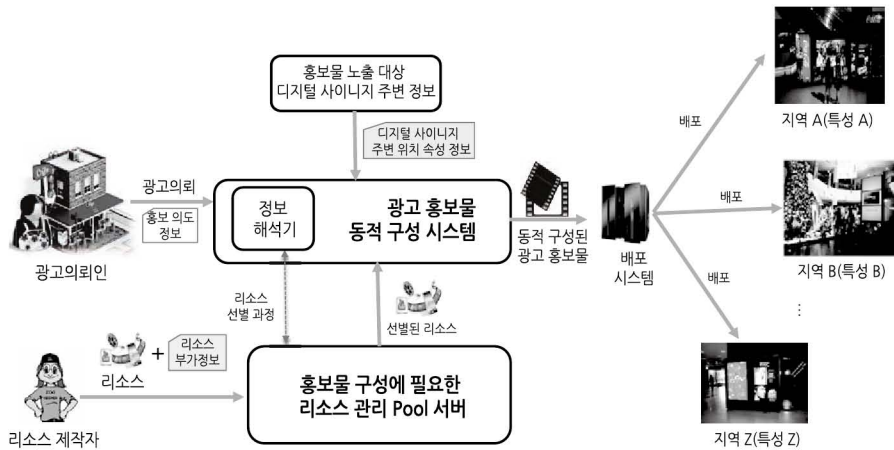 홍보물 노출 대상
디지털 사이니지 주변 정보
디지털 사이니지
주변 위치 속성 정보
광고의뢰
홍보 의도
정보
광고의뢰인
정보
해석기
광고 홍보물
동적 구성 시스템
동적 구성된
광고 홍보물
배포
시스템
배포
배포
배포
지역 A(특성 A)
지역 B(특성 B)
⋮
지역 Z(특성 Z)
리소스
선별 과정
선별된 리소스
리소스
+
리소스
부가정보
리소스 제작자
홍보물 구성에 필요한
리소스 관리 Pool 서버